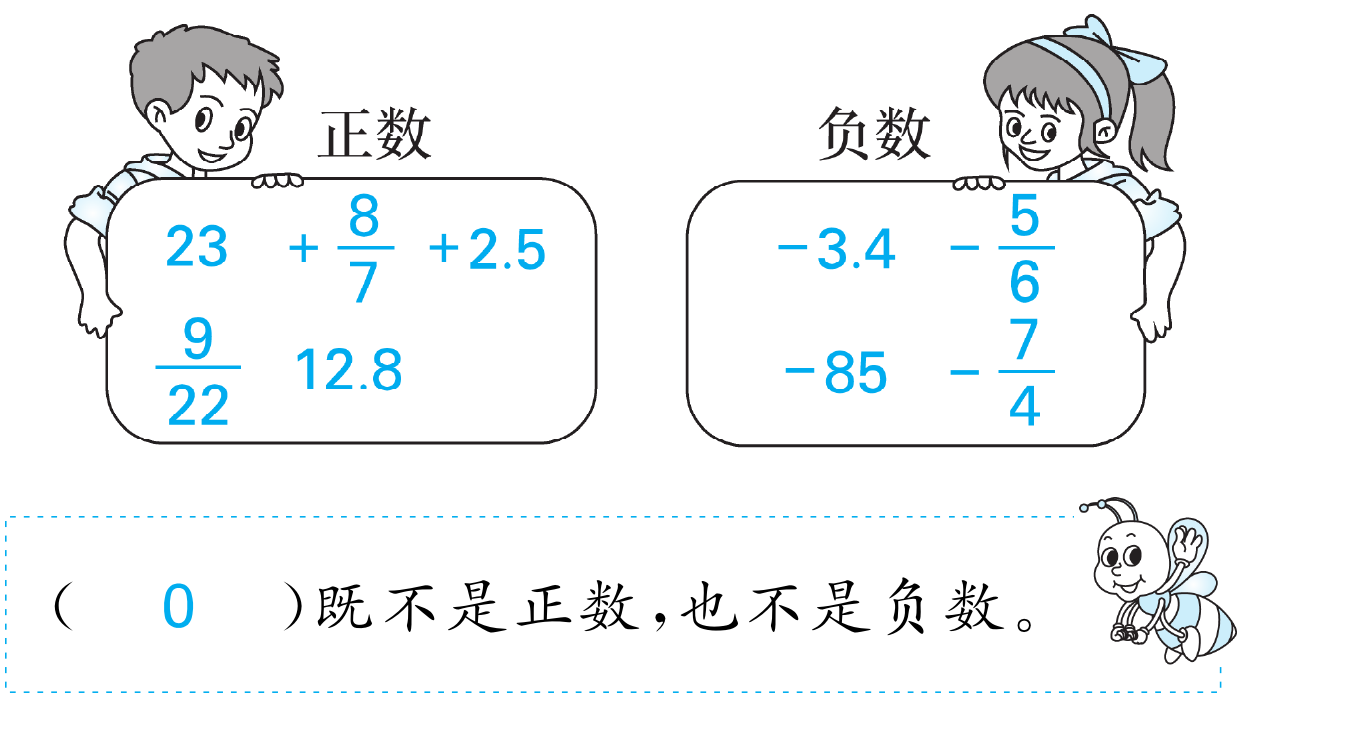 正数
23 +8/7 +2.5
9/22 12.8
负数
-3.4 -5/6
-85 -7/4
( 0 )既不是正数,也不是负数。